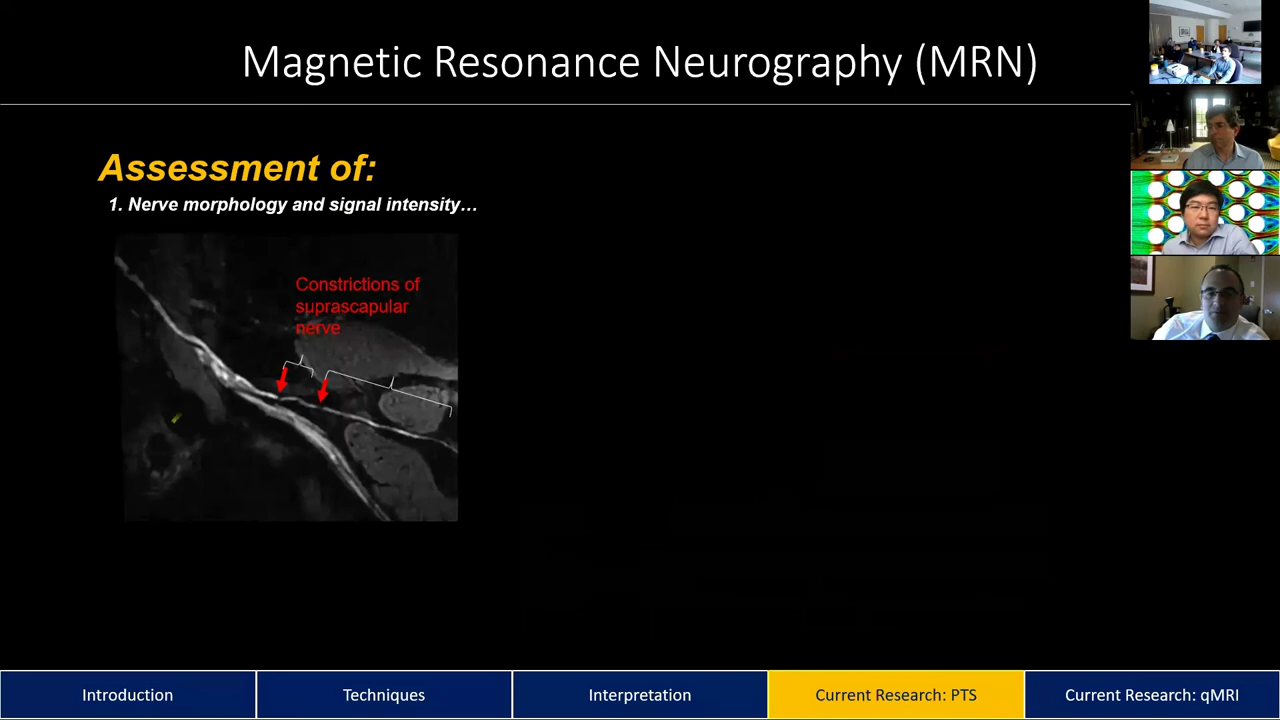 Magnetic Resonance Neurography (MRN)
Assessment of:
1. Nerve morphology and signal intensity…
Constrictions of
suprascapular
nerve
Introduction
Techniques
Interpretation
Current Research: PTS
Current Research: qMRI